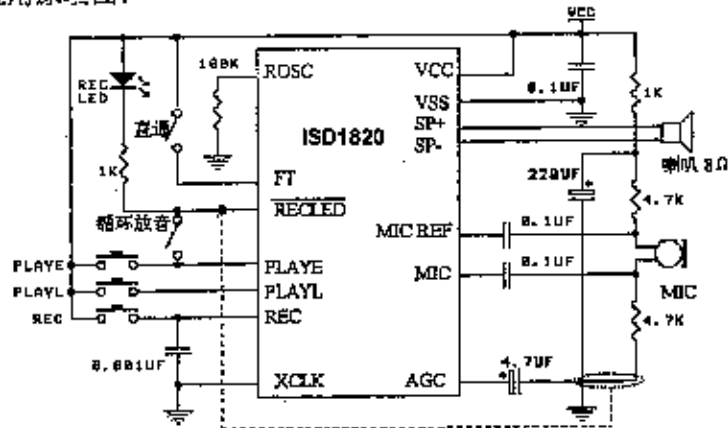 VCC
REC
LED
1K
直通
循环放音
PLAYE
PLAYL
REC
0.001UF
100K
ROSC
FT
RECLED
PLAYE
PLAYL
REC
XCLK
ISD1820
VCC
VSS
SP+
SP-
MIC REF
MIC
AGC
0.1UF
1K
喇叭 8Ω
220UF
4.7K
0.1UF
0.1UF
MIC
4.7K
4.7UF